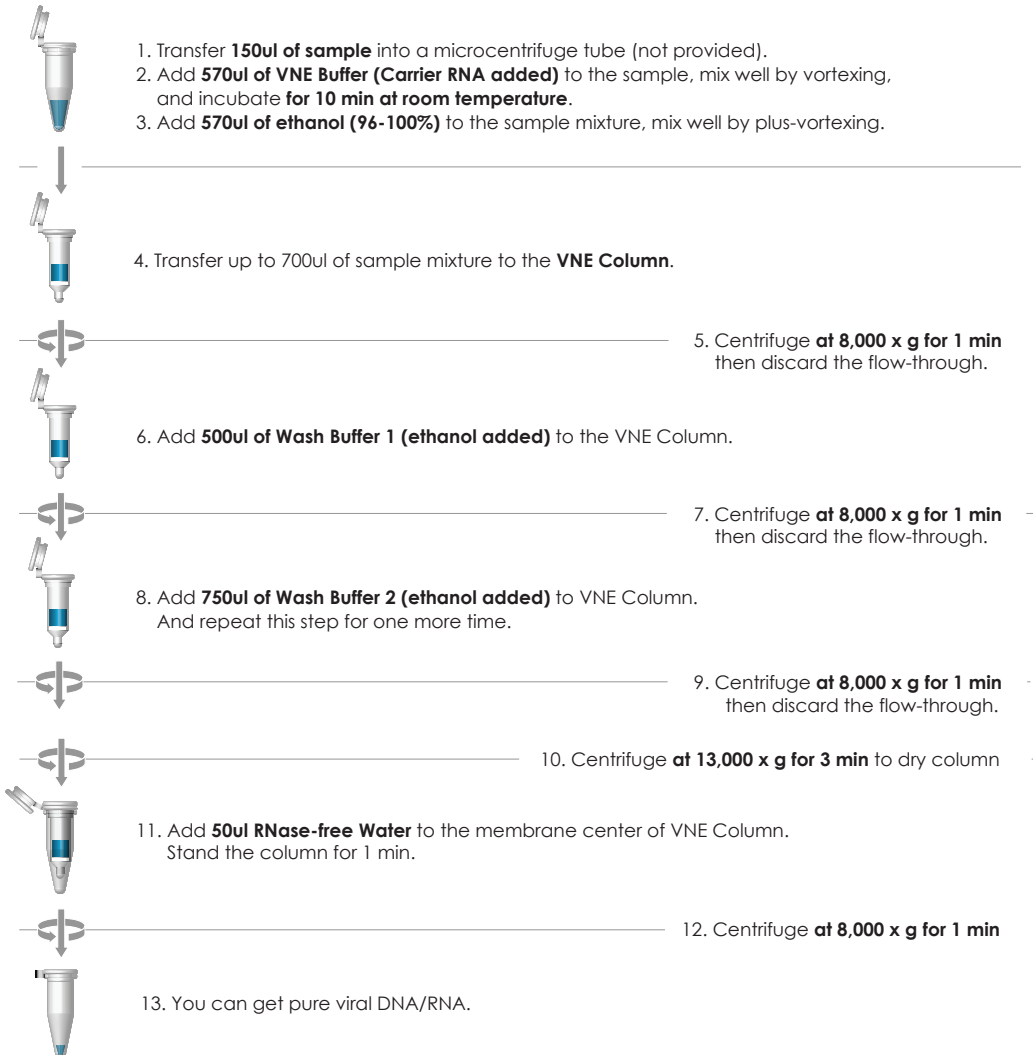 1. Transfer 150ul of sample into a microcentrifuge tube (not provided).
2. Add 570ul of VNE Buffer (Carrier RNA added) to the sample, mix well by vortexing,
and incubate for 10 min at room temperature.
3. Add 570ul of ethanol (96-100%) to the sample mixture, mix well by plus-vortexing.
4. Transfer up to 700ul of sample mixture to the VNE Column.
5. Centrifuge at 8,000 x g for 1 min
then discard the flow-through.
6. Add 500ul of Wash Buffer 1 (ethanol added) to the VNE Column.
7. Centrifuge at 8,000 x g for 1 min
then discard the flow-through.
8. Add 750ul of Wash Buffer 2 (ethanol added) to VNE Column.
And repeat this step for one more time.
9. Centrifuge at 8,000 x g for 1 min
then discard the flow-through.
10. Centrifuge at 13,000 x g for 3 min to dry column
11. Add 50ul RNase-free Water to the membrane center of VNE Column.
Stand the column for 1 min.
12. Centrifuge at 8,000 x g for 1 min
13. You can get pure viral DNA/RNA.